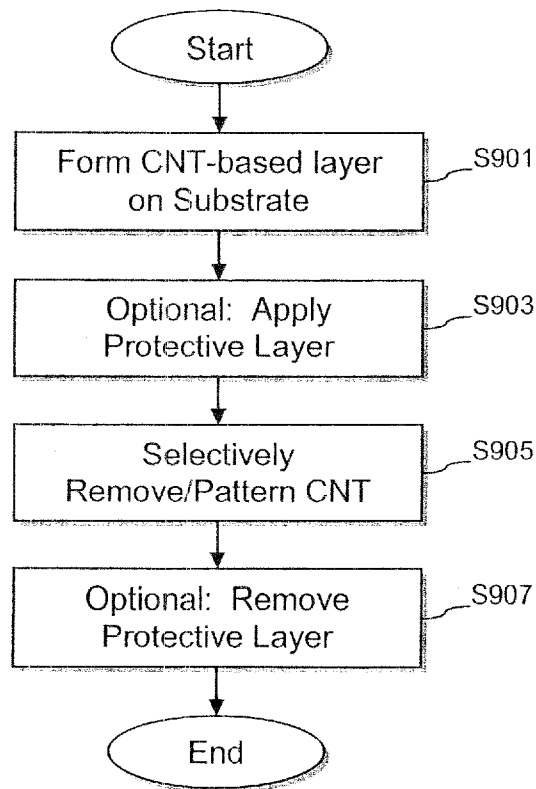 Start
Form CNT-based layer
on Substrate
S901
Optional: Apply
Protective Layer
S903
Selectively
Remove/Pattern CNT
S905
Optional: Remove
Protective Layer
S907
End